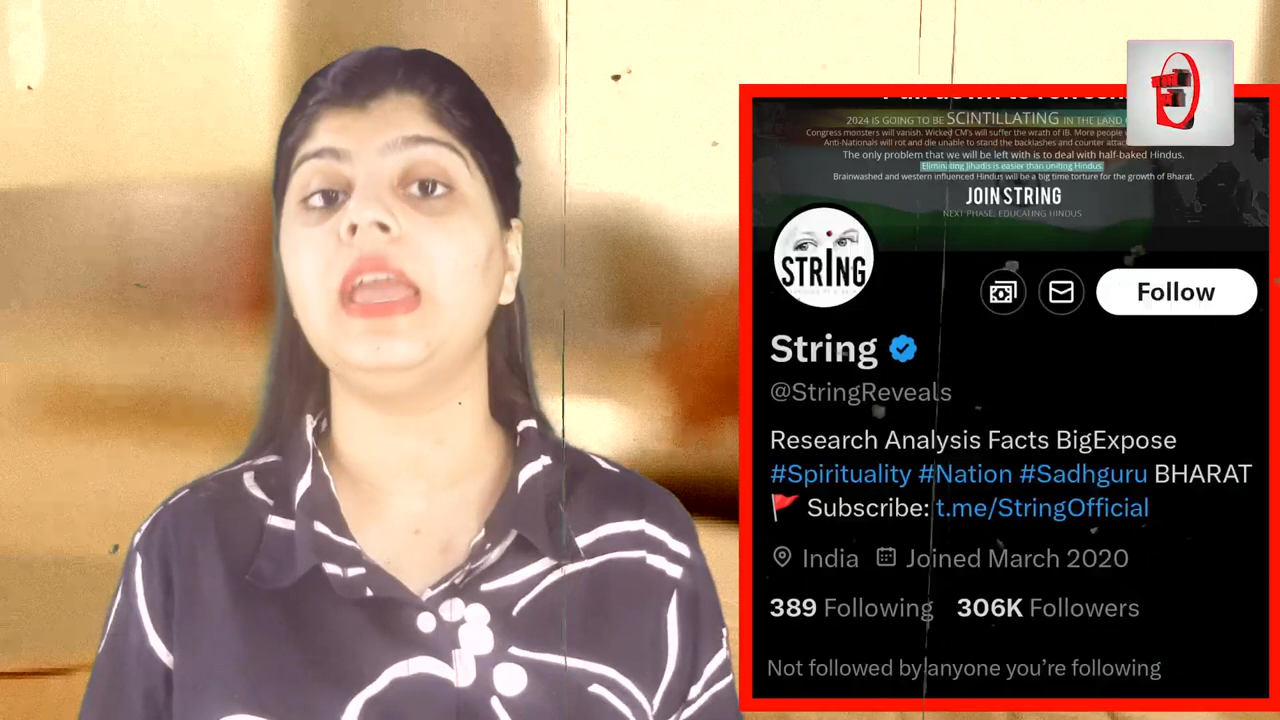 2024 IS GOING TO BE SCINTILLATING IN THE LAND
Congress monsters will vanish. Wicked CM's will suffer the wrath of IB. More people
Anti-Nationals will rot and die unable to stand the backlashes and counter
The only problem that we will be left with is to deal with half-baked Hindus.
Eliminating Jihadis is easier than uniting Hindus.
Brainwashed and western influenced Hindus will be a big time torture for the growth of Bharat.
JOIN STRING
NEXT PHASE: EDUCATING HINDUS
STRING
Follow
String
@StringReveals
Research Analysis Facts BigExpose
#Spirituality #Nation #Sadhguru BHARAT
Subscribe: t.me/StringOfficial
India Joined March 2020
389 Following 306K Followers
Not followed by anyone you're following